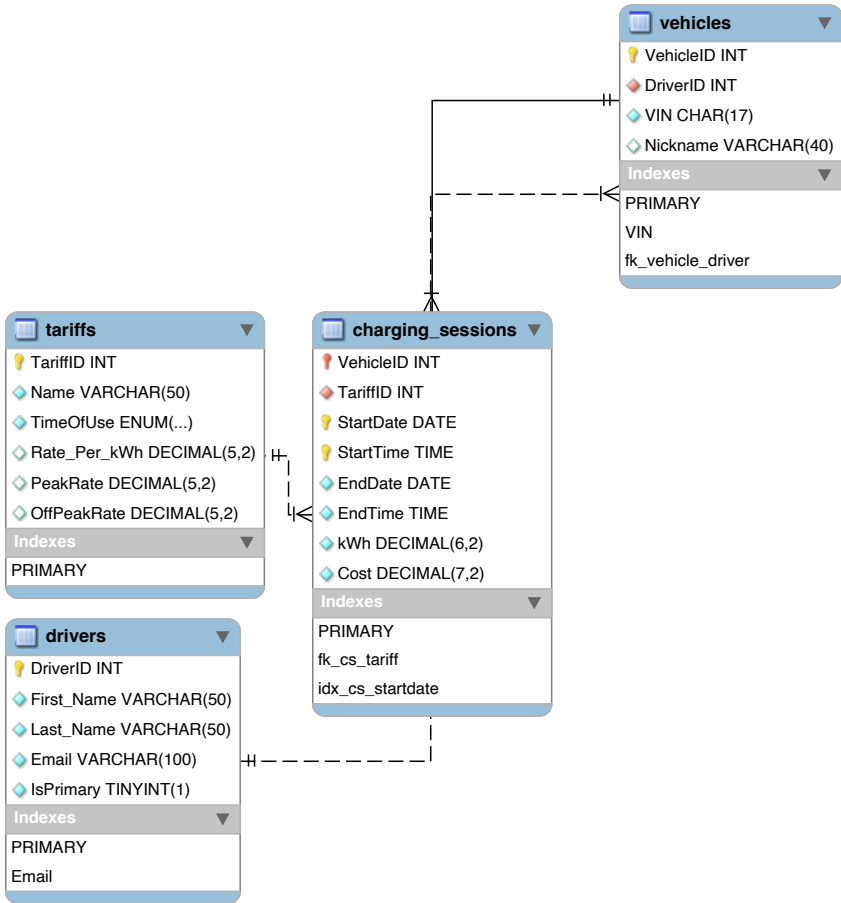 vehicles
VehicleID INT
DriverID INT
VIN CHAR(17)
Nickname VARCHAR(40)
Indexes
PRIMARY
VIN
fk_vehicle_driver
tariffs
TariffID INT
Name VARCHAR(50)
TimeOfUse ENUM(...)
Rate_Per_kWh DECIMAL(5,2)
PeakRate DECIMAL(5,2)
OffPeakRate DECIMAL(5,2)
Indexes
PRIMARY
charging_sessions
VehicleID INT
TariffID INT
StartDate DATE
StartTime TIME
EndDate DATE
EndTime TIME
kWh DECIMAL(6,2)
Cost DECIMAL(7,2)
Indexes
PRIMARY
fk_cs_tariff
idx_cs_startdate
drivers
DriverID INT
First_Name VARCHAR(50)
Last_Name VARCHAR(50)
Email VARCHAR(100)
IsPrimary TINYINT(1)
Indexes
PRIMARY
Email